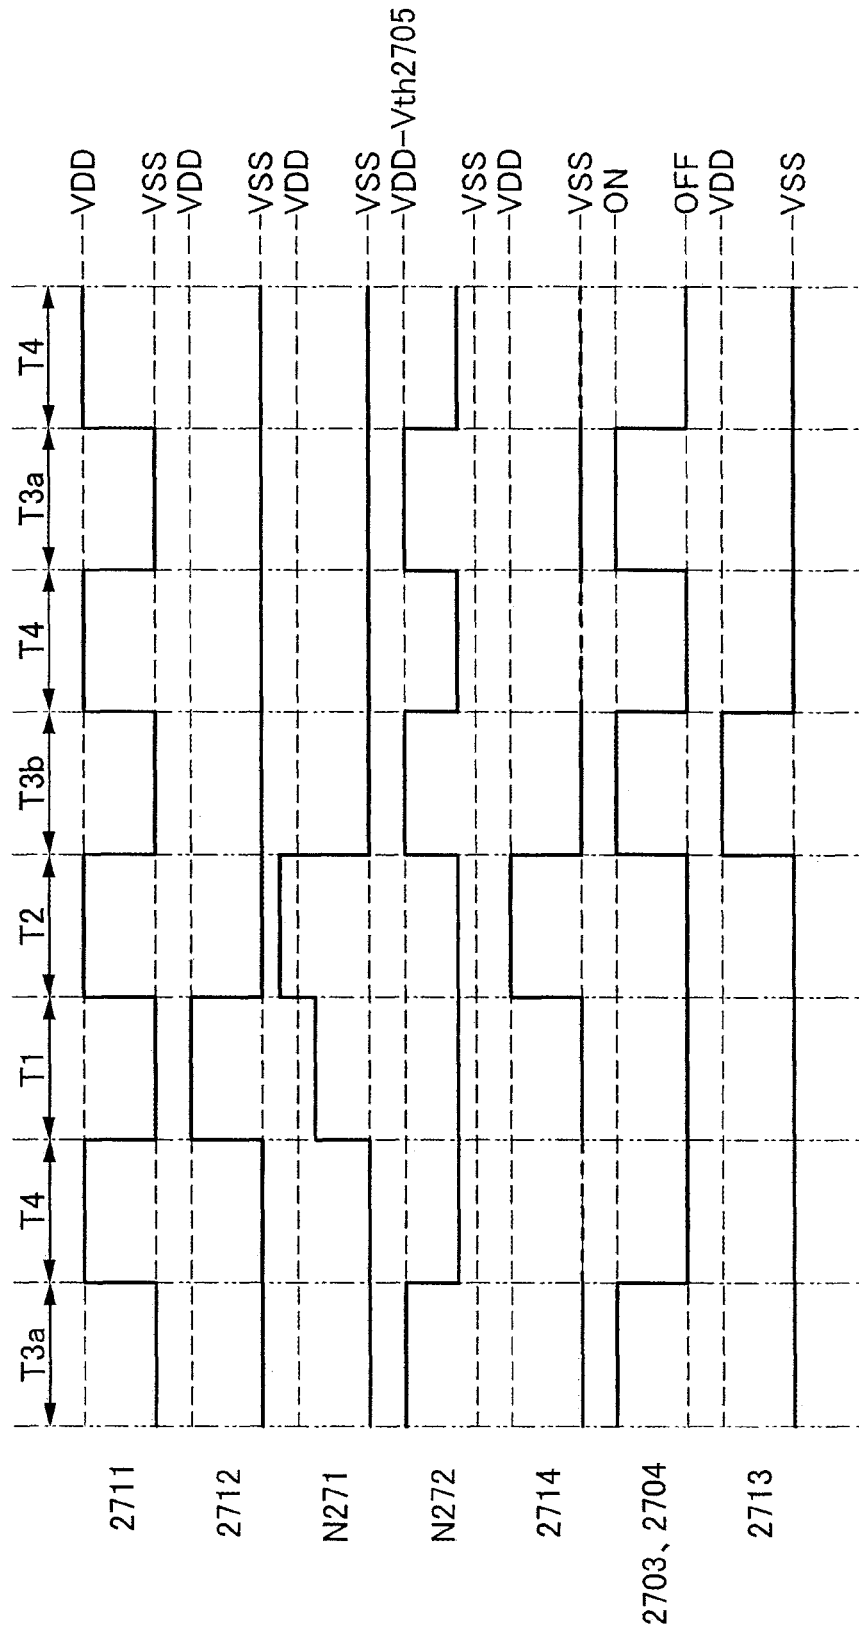 T3a
T4
T1
T2
T3b
T4
T3a
T4
2711
VDD
VSS
2712
VDD
VSS
N271
VDD
VSS
N272
VDD-Vth2705
VSS
2714
VDD
VSS
2703、2704
ON
OFF
2713
VDD
VSS